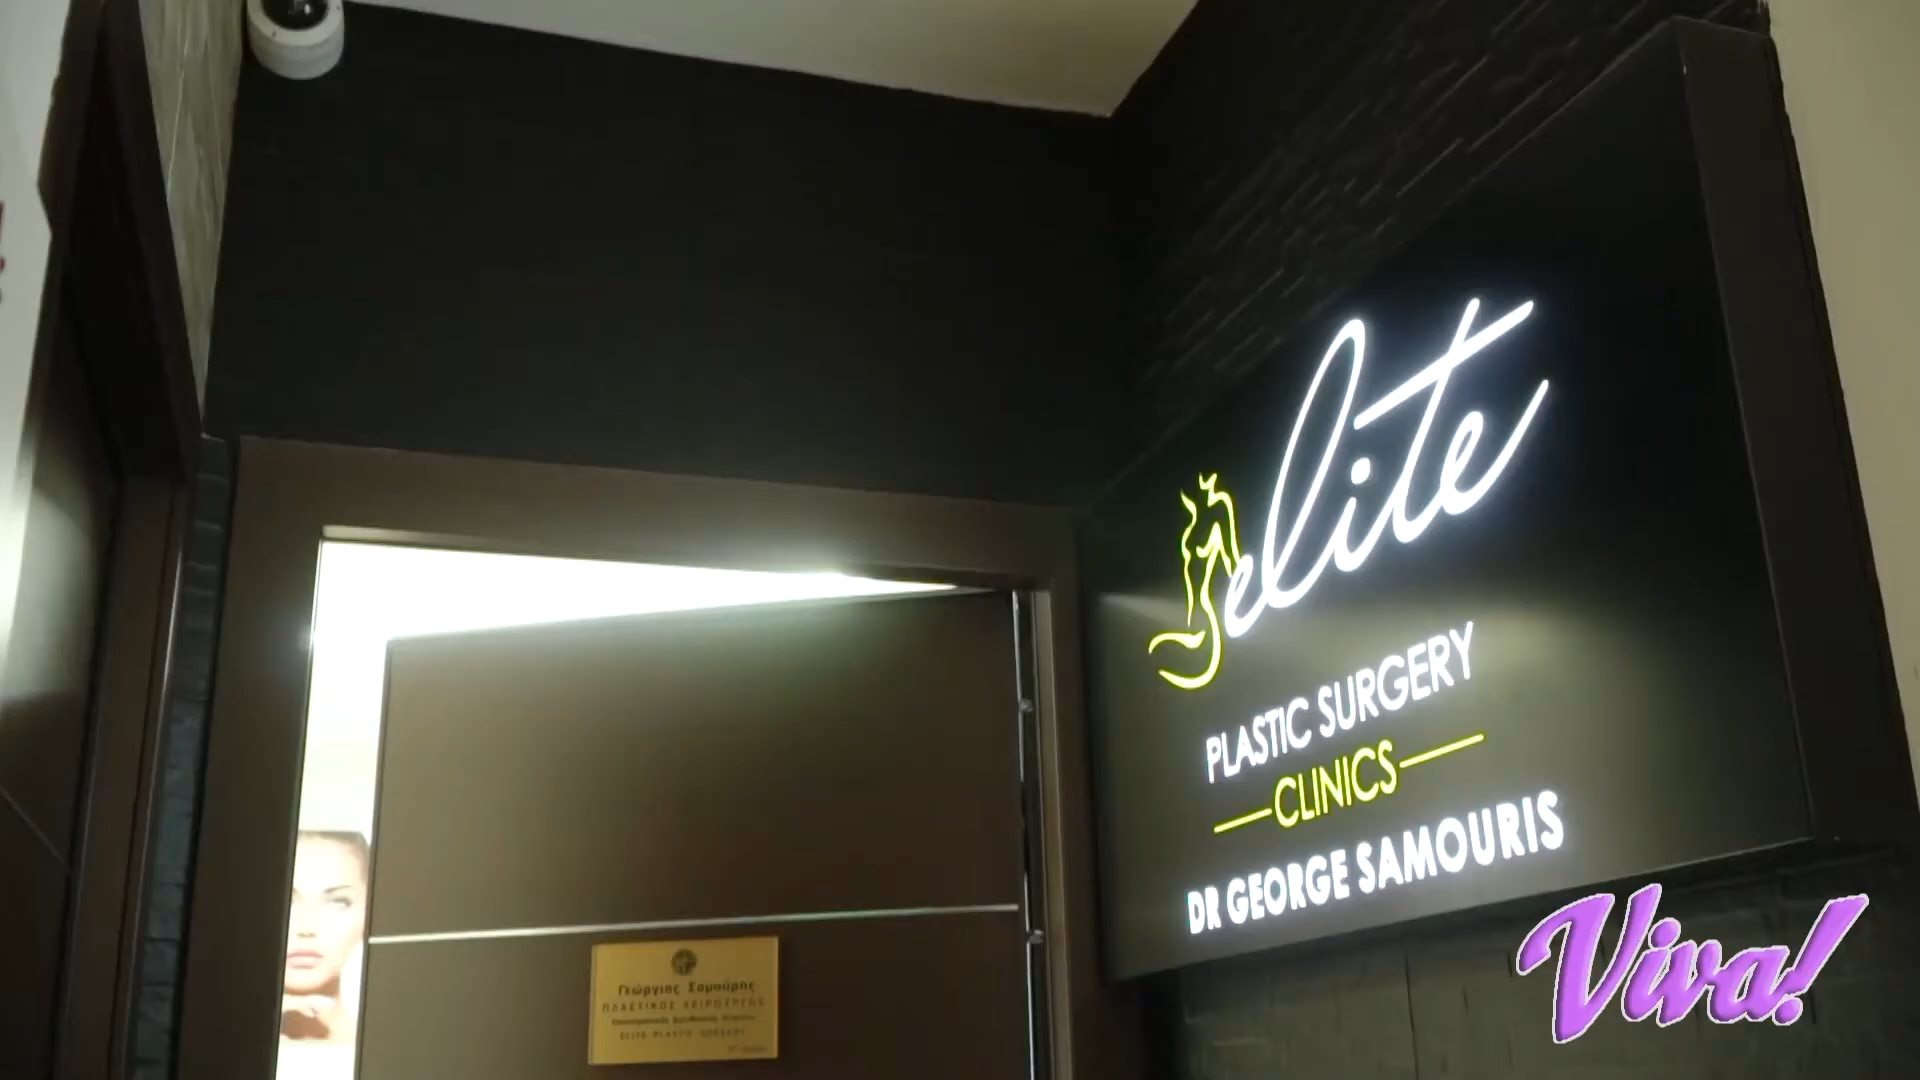 elite
PLASTIC SURGERY
CLINICS
DR GEORGE SAMOURIS
Γεώργιος Σαμούρης
ΠΛΑΣΤΙΚΟΣ ΧΕΙΡΟΥΡΓΟΣ
ELITE PLASTIC SURGERY
Viva!